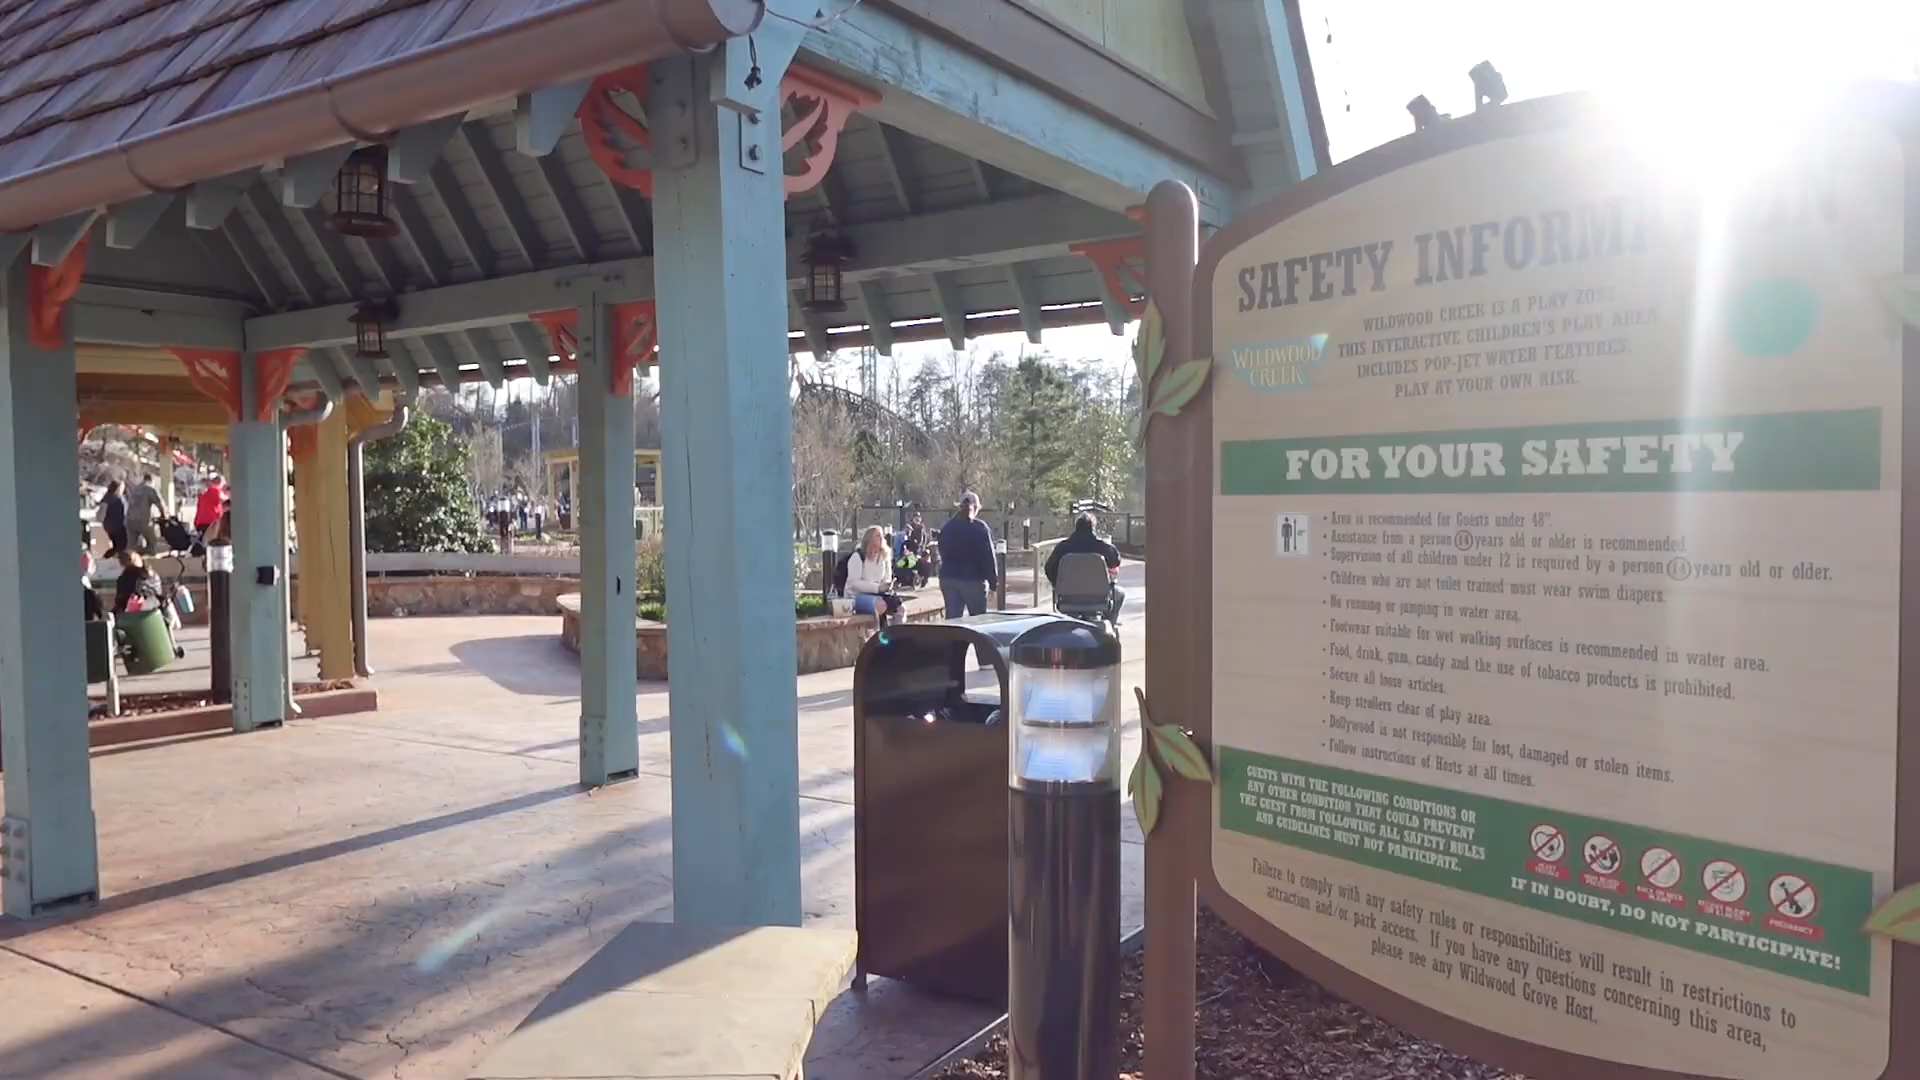 SAFETY INFORM
WILDWOOD CREEK IS A PLAY ZONE.
THIS INTERACTIVE CHILDREN'S PLAY AREA
INCLUDES POP-JET WATER FEATURES.
PLAY AT YOUR OWN RISK.
WILDWOOD
CREEK
FOR YOUR SAFETY
• Area is recommended for Guests under 48".
• Assistance from a person 14 years old or older is recommended.
• Supervision of all children under 12 is required by a person 14 years old or older.
• Children who are not toilet trained must wear swim diapers.
• No running or jumping in water area.
• Footwear suitable for wet walking surfaces is recommended in water area.
• Food, drink, gum, candy and the use of tobacco products is prohibited.
• Secure all loose articles.
• Keep strollers clear of play area.
• Dollywood is not responsible for lost, damaged or stolen items.
• Follow instructions of Hosts at all times.
GUESTS WITH THE FOLLOWING CONDITIONS OR
ANY OTHER CONDITION THAT COULD PREVENT
THE GUEST FROM FOLLOWING ALL SAFETY RULES
AND GUIDELINES MUST NOT PARTICIPATE.
PREGNANCY
IF IN DOUBT, DO NOT PARTICIPATE!
Failure to comply with any safety rules or responsibilities will result in restrictions to
attraction and/or park access. If you have any questions concerning this area,
please see any Wildwood Grove Host.